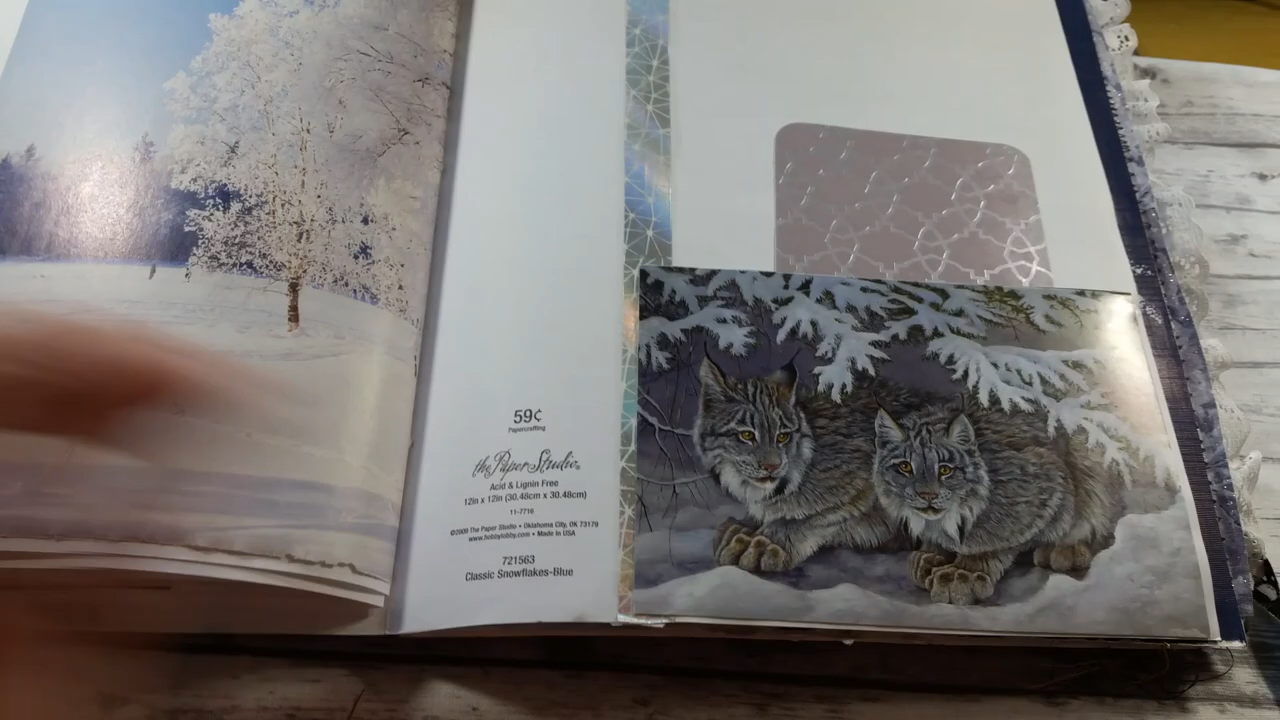 59¢
Papercrafting
the Paper Studio®
Acid & Lignin Free
12in x 12in (30.48cm x 30.48cm)
11-7716
©2009 The Paper Studio • Oklahoma City, OK 73179
www.hobbylobby.com • Made in USA
721563
Classic Snowflakes-Blue